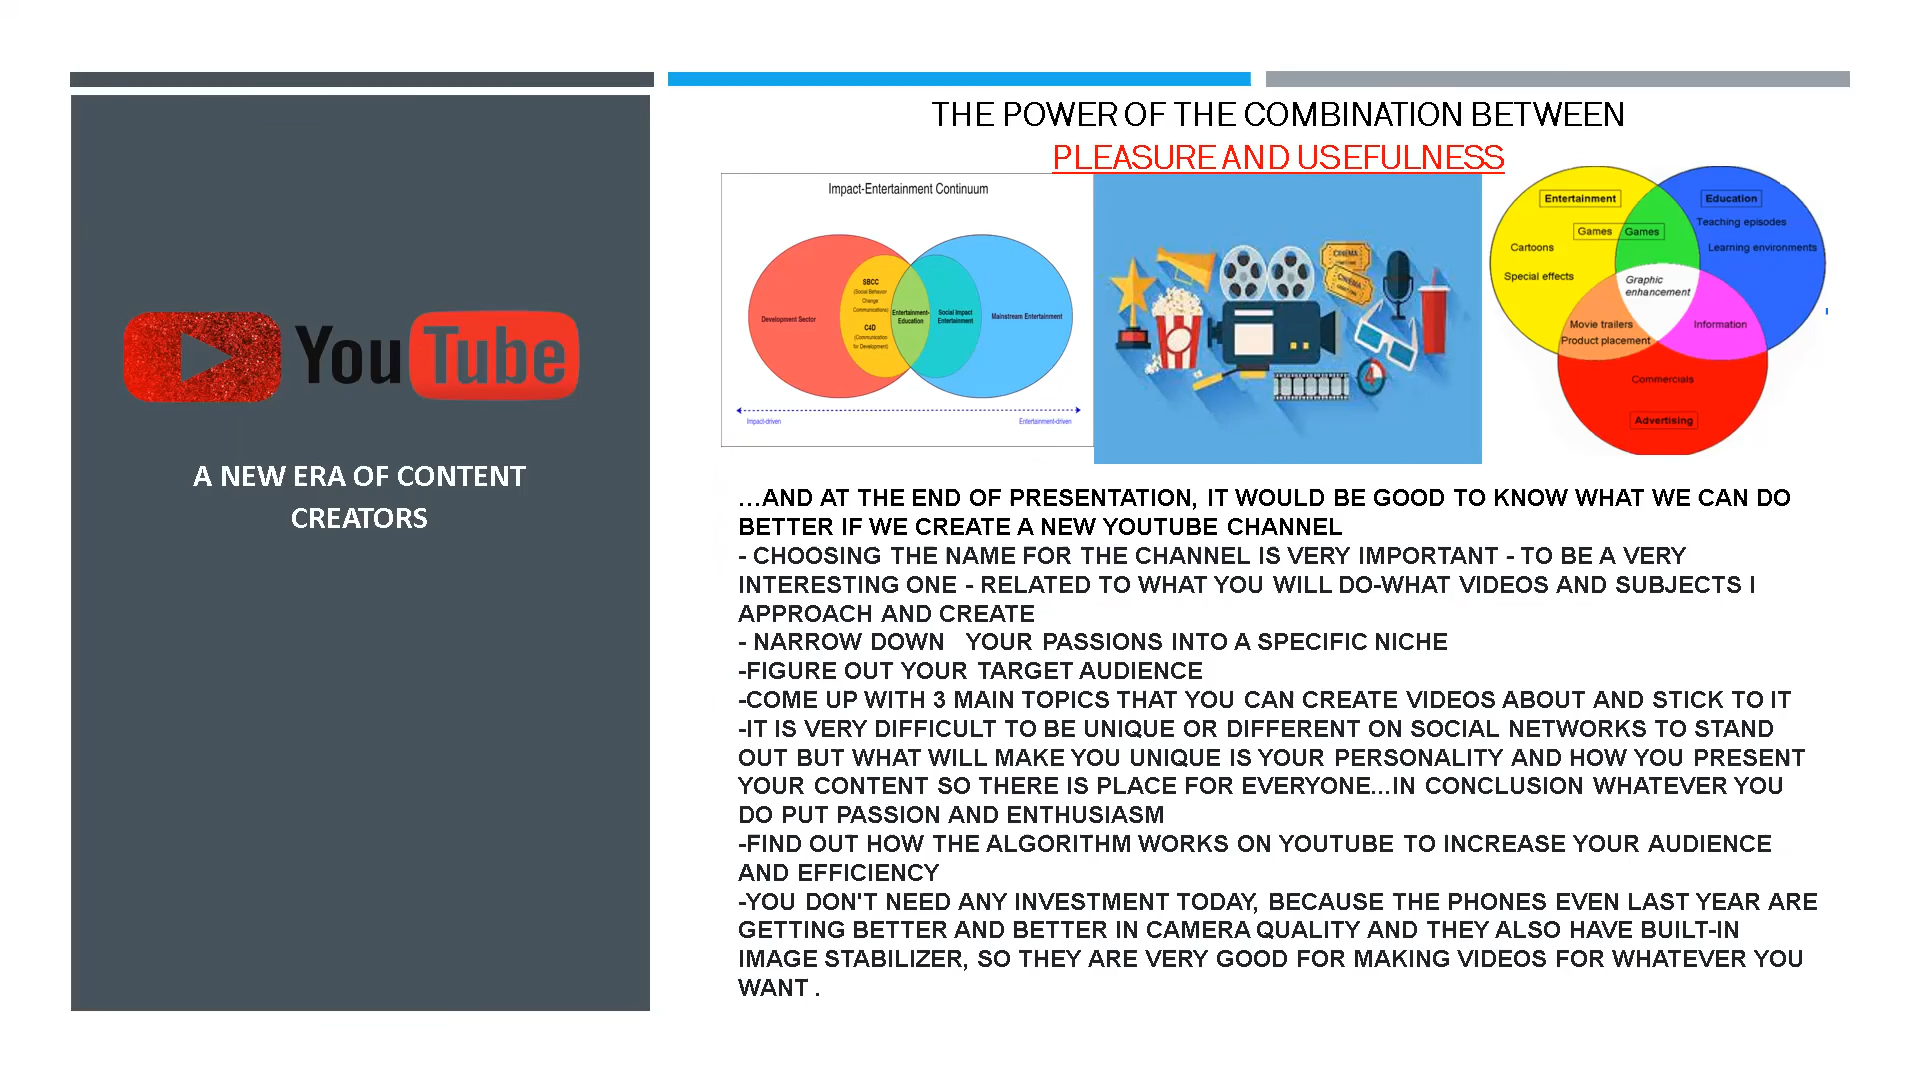 YouTube
A NEW ERA OF CONTENT
CREATORS
THE POWER OF THE COMBINATION BETWEEN
PLEASURE AND USEFULNESS
Impact-Entertainment Continuum
Development Sector
SBCC
(Social Behavior
Change
Communications)
C4D
(Communication
for Development)
Entertainment-
Education
Social Impact
Entertainment
Mainstream Entertainment
Impact-driven
Entertainment-driven
CINEMA
CINEMA
4
Entertainment
Education
Games
Games
Teaching episodes
Cartoons
Learning environments
Special effects
Graphic
enhancement
Movie trailers
Information
Product placement
Commercials
Advertising
...AND AT THE END OF PRESENTATION, IT WOULD BE GOOD TO KNOW WHAT WE CAN DO
BETTER IF WE CREATE A NEW YOUTUBE CHANNEL
- CHOOSING THE NAME FOR THE CHANNEL IS VERY IMPORTANT - TO BE A VERY
INTERESTING ONE - RELATED TO WHAT YOU WILL DO-WHAT VIDEOS AND SUBJECTS I
APPROACH AND CREATE
- NARROW DOWN YOUR PASSIONS INTO A SPECIFIC NICHE
-FIGURE OUT YOUR TARGET AUDIENCE
-COME UP WITH 3 MAIN TOPICS THAT YOU CAN CREATE VIDEOS ABOUT AND STICK TO IT
-IT IS VERY DIFFICULT TO BE UNIQUE OR DIFFERENT ON SOCIAL NETWORKS TO STAND
OUT BUT WHAT WILL MAKE YOU UNIQUE IS YOUR PERSONALITY AND HOW YOU PRESENT
YOUR CONTENT SO THERE IS PLACE FOR EVERYONE...IN CONCLUSION WHATEVER YOU
DO PUT PASSION AND ENTHUSIASM
-FIND OUT HOW THE ALGORITHM WORKS ON YOUTUBE TO INCREASE YOUR AUDIENCE
AND EFFICIENCY
-YOU DON'T NEED ANY INVESTMENT TODAY, BECAUSE THE PHONES EVEN LAST YEAR ARE
GETTING BETTER AND BETTER IN CAMERA QUALITY AND THEY ALSO HAVE BUILT-IN
IMAGE STABILIZER, SO THEY ARE VERY GOOD FOR MAKING VIDEOS FOR WHATEVER YOU
WANT .